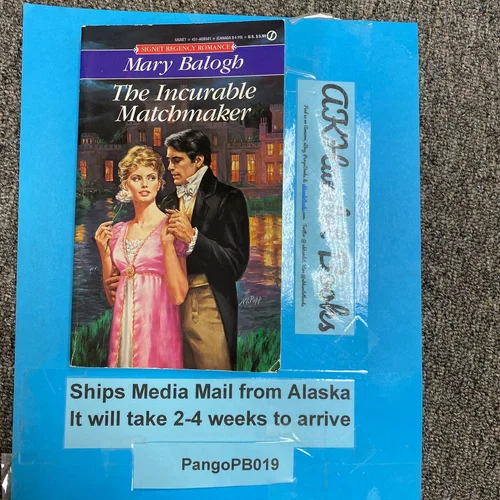 SIGNET REGENCY ROMANCE
Mary Balogh
The Incurable
Matchmaker
Books
Ships Media Mail from Alaska
It will take 2-4 weeks to arrive
PangoPB019